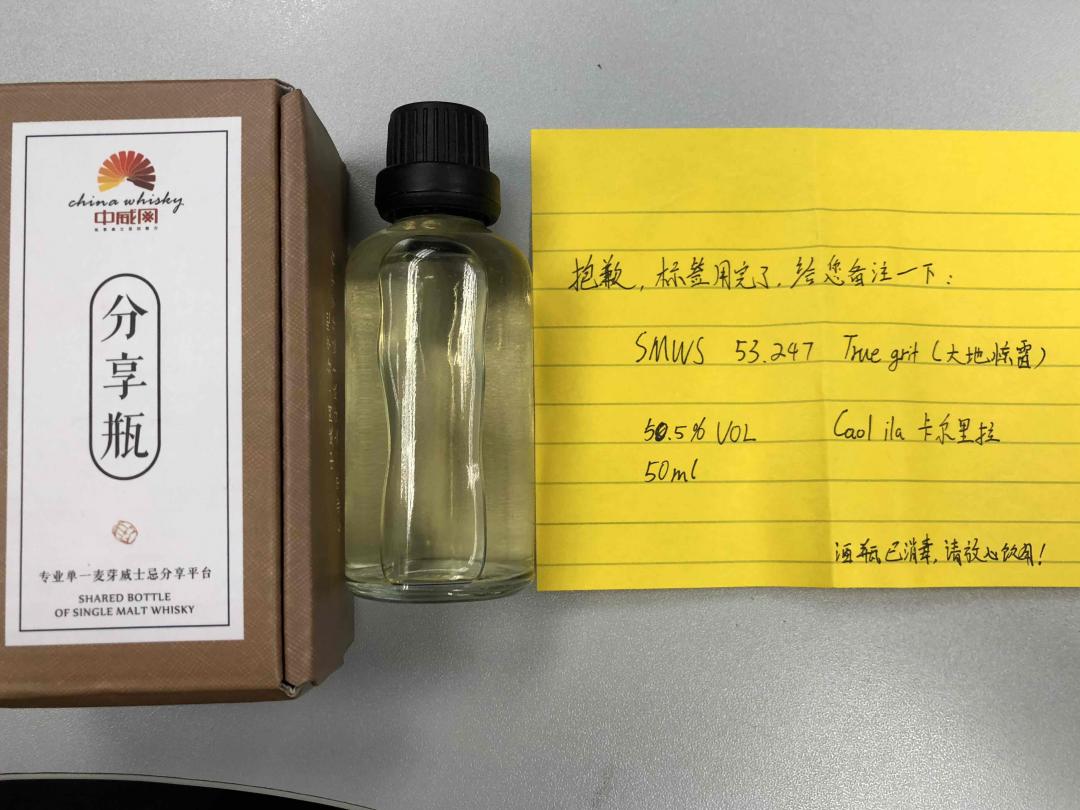 china whisky
中威网
分享瓶
专业单一麦芽威士忌分享平台
SHARED BOTTLE
OF SINGLE MALT WHISKY
抱歉，标签用完了，给您备注一下：
SMWS 53.247 True grit（大地惊雷）
50.5% VOL Caol ila 卡尔里拉
50ml
酒瓶已消毒，请放心饮用！